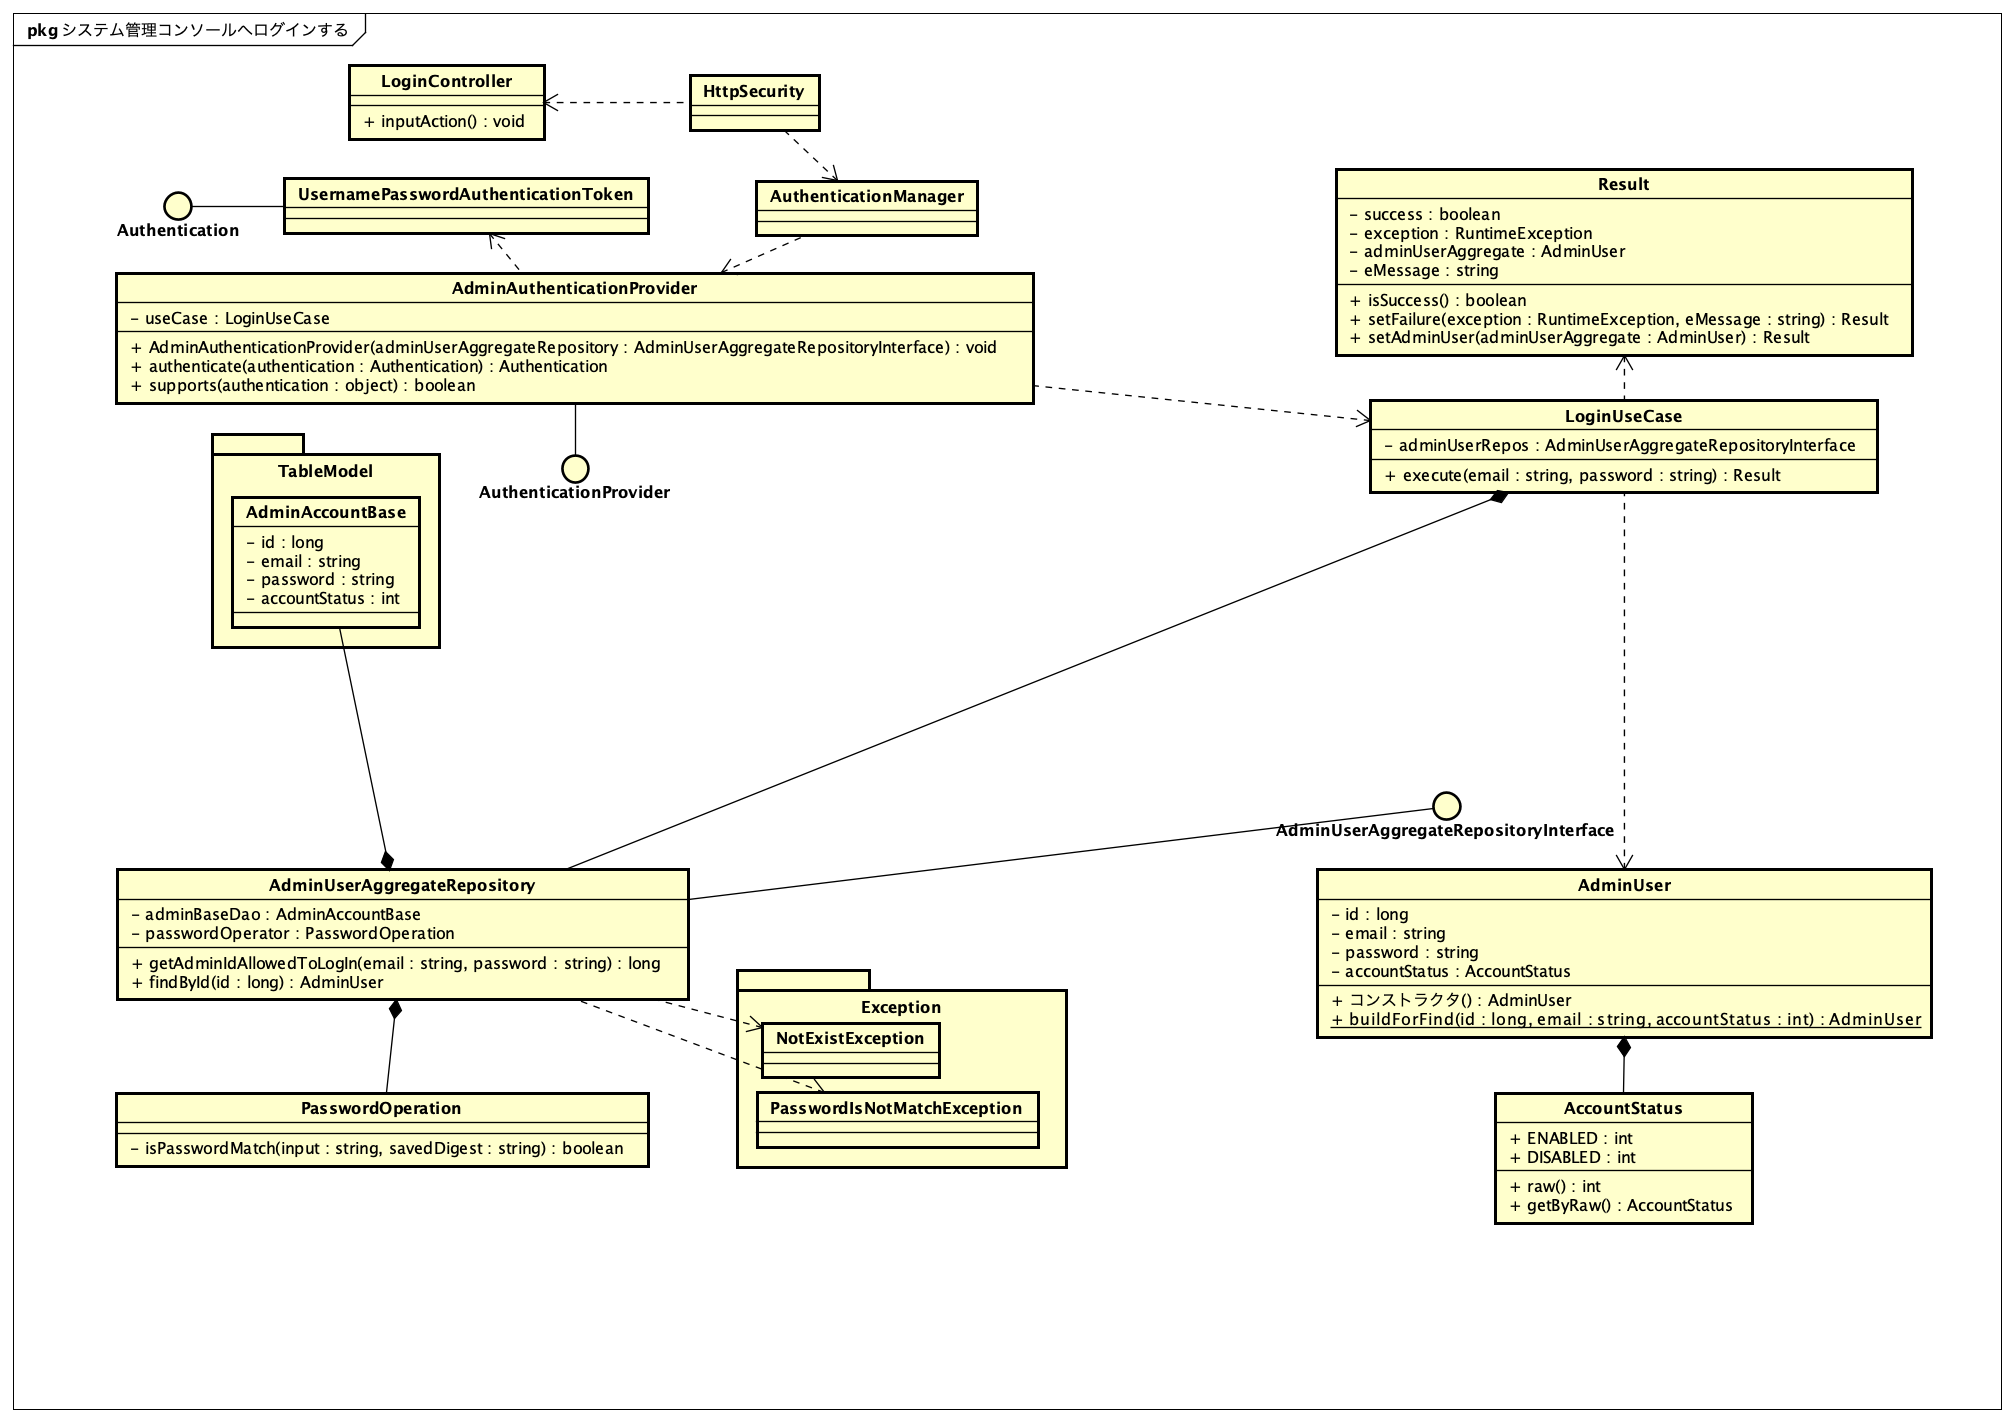 pkg システム管理コンソールへログインする
LoginController
+ inputAction() : void
HttpSecurity
UsernamePasswordAuthenticationToken
Authentication
AuthenticationManager
Result
- success : boolean
- exception : RuntimeException
- adminUserAggregate : AdminUser
- eMessage : string
+ isSuccess() : boolean
+ setFailure(exception : RuntimeException, eMessage : string) : Result
+ setAdminUser(adminUserAggregate : AdminUser) : Result
AdminAuthenticationProvider
- useCase : LoginUseCase
+ AdminAuthenticationProvider(adminUserAggregateRepository : AdminUserAggregateRepositoryInterface) : void
+ authenticate(authentication : Authentication) : Authentication
+ supports(authentication : object) : boolean
AuthenticationProvider
LoginUseCase
- adminUserRepos : AdminUserAggregateRepositoryInterface
+ execute(email : string, password : string) : Result
TableModel
AdminAccountBase
- id : long
- email : string
- password : string
- accountStatus : int
AdminUserAggregateRepositoryInterface
AdminUserAggregateRepository
- adminBaseDao : AdminAccountBase
- passwordOperator : PasswordOperation
+ getAdminIdAllowedToLogIn(email : string, password : string) : long
+ findById(id : long) : AdminUser
AdminUser
- id : long
- email : string
- password : string
- accountStatus : AccountStatus
+ コンストラクタ() : AdminUser
+ buildForFind(id : long, email : string, accountStatus : int) : AdminUser
Exception
NotExistException
PasswordIsNotMatchException
PasswordOperation
- isPasswordMatch(input : string, savedDigest : string) : boolean
AccountStatus
+ ENABLED : int
+ DISABLED : int
+ raw() : int
+ getByRaw() : AccountStatus